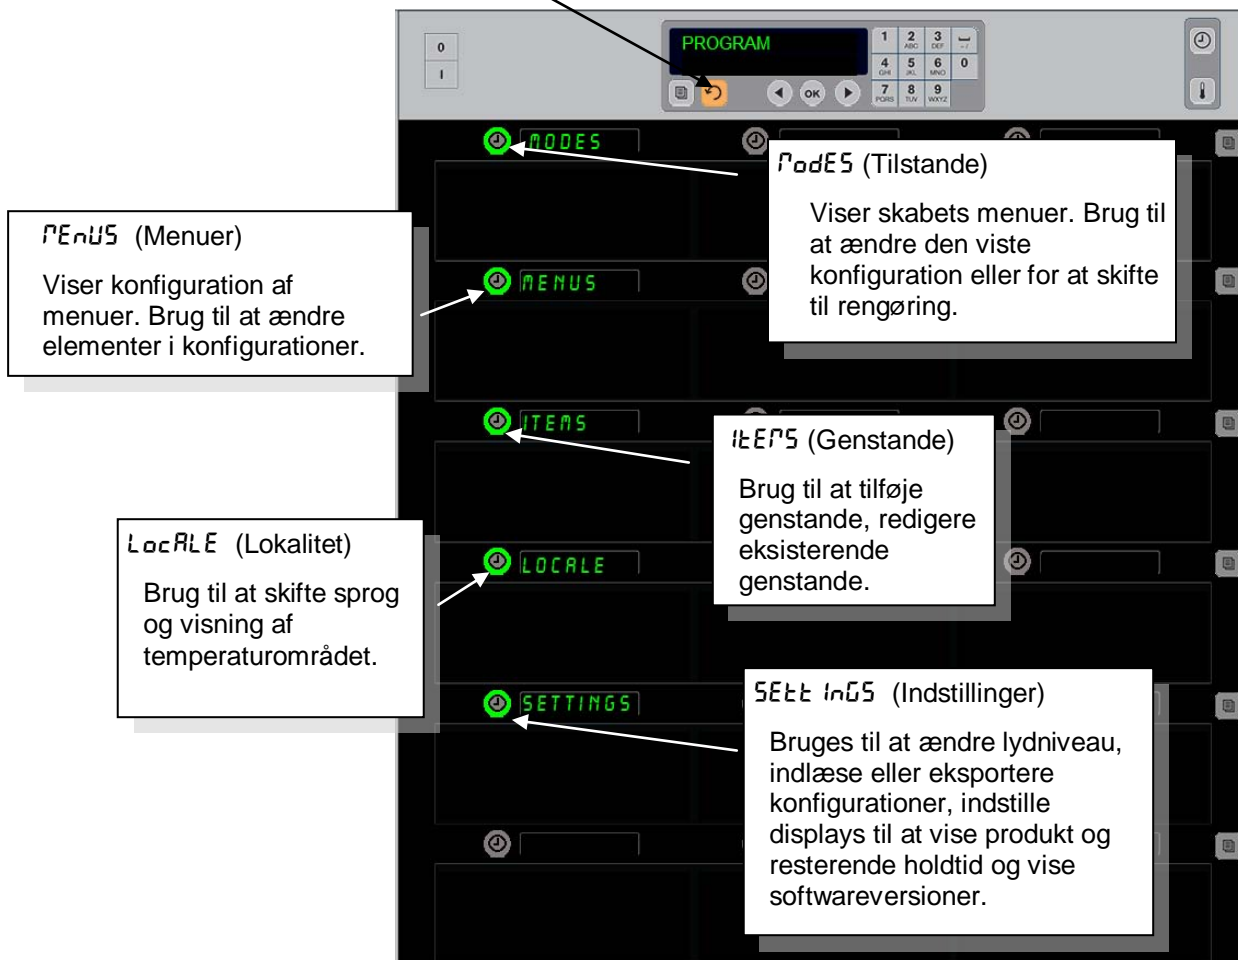 0
I
PROGRAM
1 2 3
ABC DEF
4 5 6 0
GHI JKL MNO
OK
7 8 9
PQRS TUV WXYZ
MODES
ModES (Tilstande)
Viser skabets menuer. Brug til
at ændre den viste
konfiguration eller for at skifte
til rengøring.
MEnUS (Menuer)
Viser konfiguration af
menuer. Brug til at ændre
elementer i konfigurationer.
MENUS
ITEMS
ItEMS (Genstande)
Brug til at tilføje
genstande, redigere
eksisterende
genstande.
LocALE (Lokalitet)
Brug til at skifte sprog
og visning af
temperaturområdet.
LOCALE
SETTINGS
SEttInGS (Indstillinger)
Bruges til at ændre lydniveau,
indlæse eller eksportere
konfigurationer, indstille
displays til at vise produkt og
resterende holdtid og vise
softwareversioner.